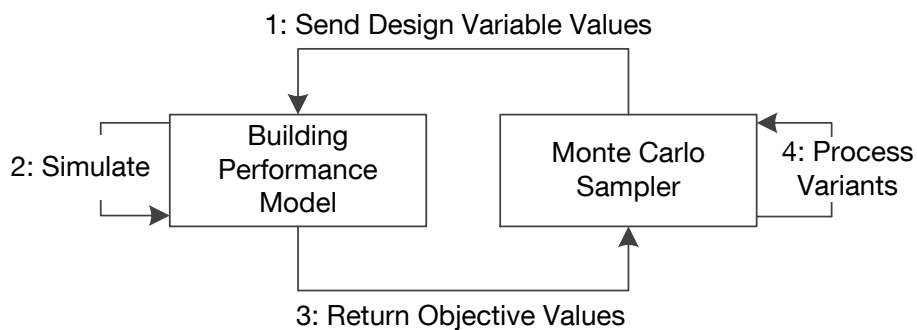 1: Send Design Variable Values
Building
Performance
Model
2: Simulate
Monte Carlo
Sampler
4: Process
Variants
3: Return Objective Values